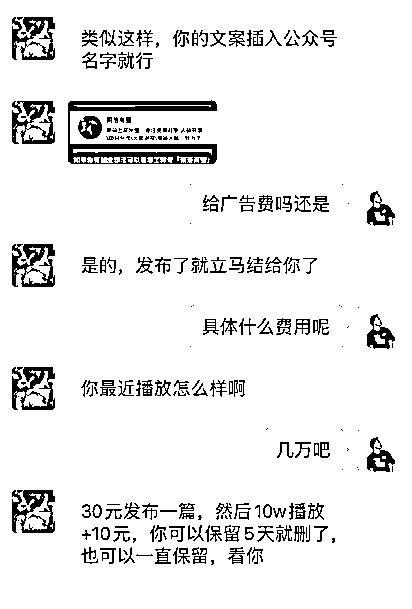 类似这样，你的文案插入公众号
名字就行
给广告费吗还是
是的，发布了就立马结给你了
具体什么费用呢
你最近播放怎么样啊
几万吧
30元发布一篇，然后10w播放
+10元，你可以保留5天就删了，
也可以一直保留，看你